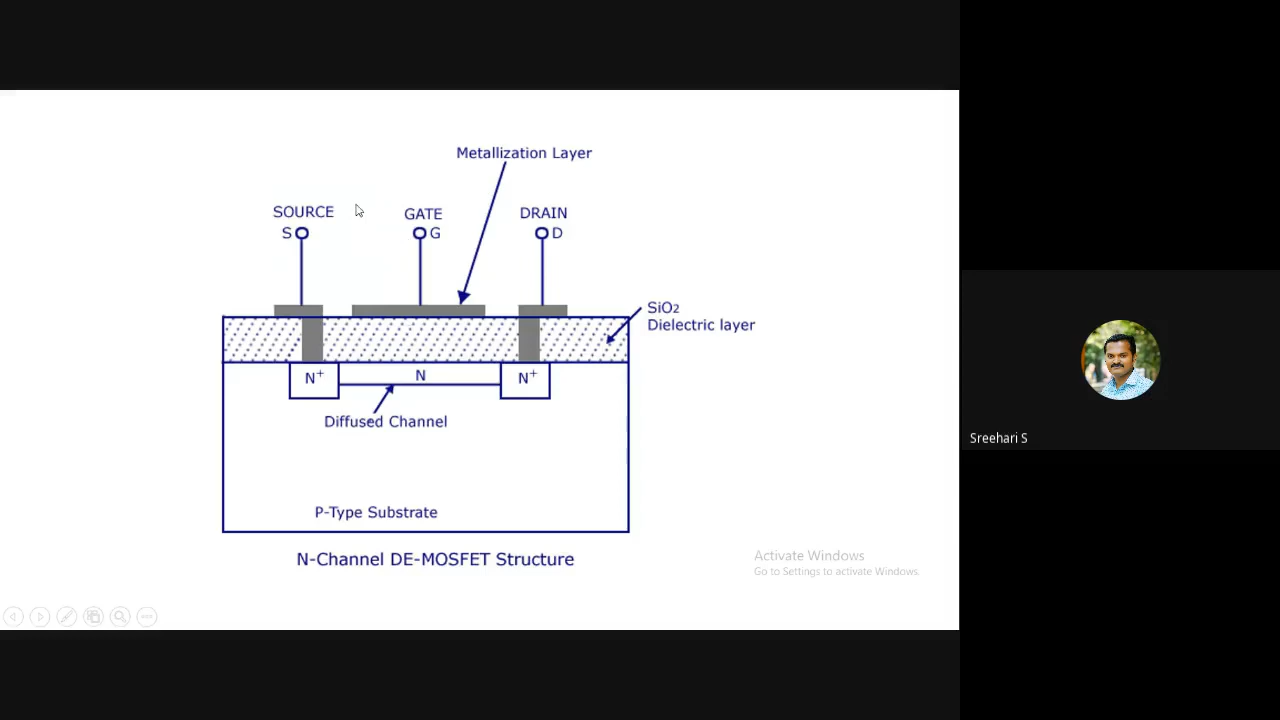 Metallization Layer
SOURCE
GATE
DRAIN
S
G
D
SiO2
Dielectric layer
N+
N
N+
Diffused Channel
P-Type Substrate
N-Channel DE-MOSFET Structure
Activate Windows
Go to Settings to activate Windows.
Sreehari S